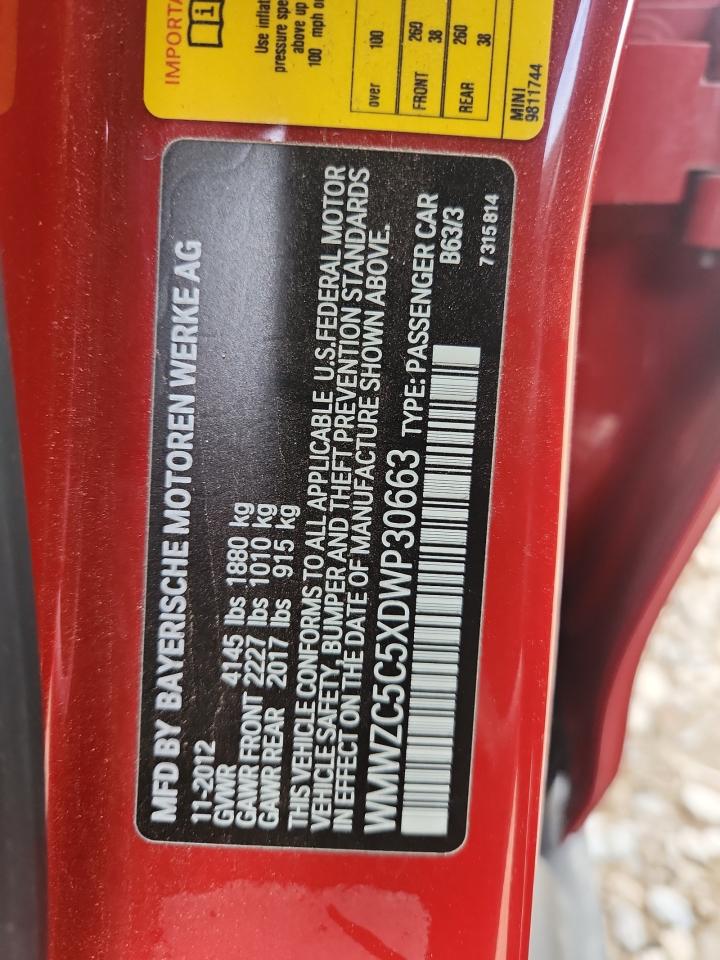 IMPORTA
i
Use inflat
pressure spe
above up
100 mph or
over 100
FRONT 260 38
REAR 260 38
MINI
9811744
MFD BY BAYERISCHE MOTOREN WERKE AG
11-2012
GVWR 4145 lbs 1880 kg
GAWR FRONT 2227 lbs 1010 kg
GAWR REAR 2017 lbs 915 kg
THIS VEHICLE CONFORMS TO ALL APPLICABLE U.S.FEDERAL MOTOR
VEHICLE SAFETY, BUMPER AND THEFT PREVENTION STANDARDS
IN EFFECT ON THE DATE OF MANUFACTURE SHOWN ABOVE.
WMWZC5C5XDWP30663 TYPE: PASSENGER CAR
B63/3
7 315 814